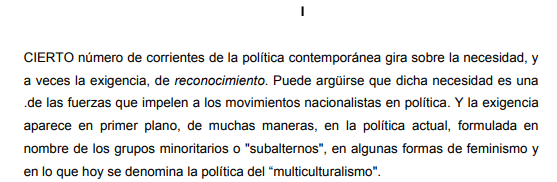 I
CIERTO número de corrientes de la política contemporánea gira sobre la necesidad, y
a veces la exigencia, de reconocimiento. Puede argüirse que dicha necesidad es una
.de las fuerzas que impelen a los movimientos nacionalistas en política. Y la exigencia
aparece en primer plano, de muchas maneras, en la política actual, formulada en
nombre de los grupos minoritarios o "subalternos", en algunas formas de feminismo y
en lo que hoy se denomina la política del “multiculturalismo".